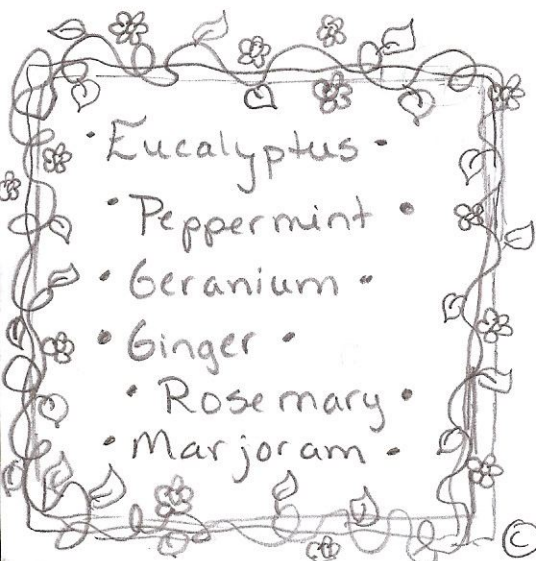 · Eucalyptus ·
· Peppermint ·
· Geranium ·
· Ginger ·
· Rosemary ·
· Marjoram ·
©